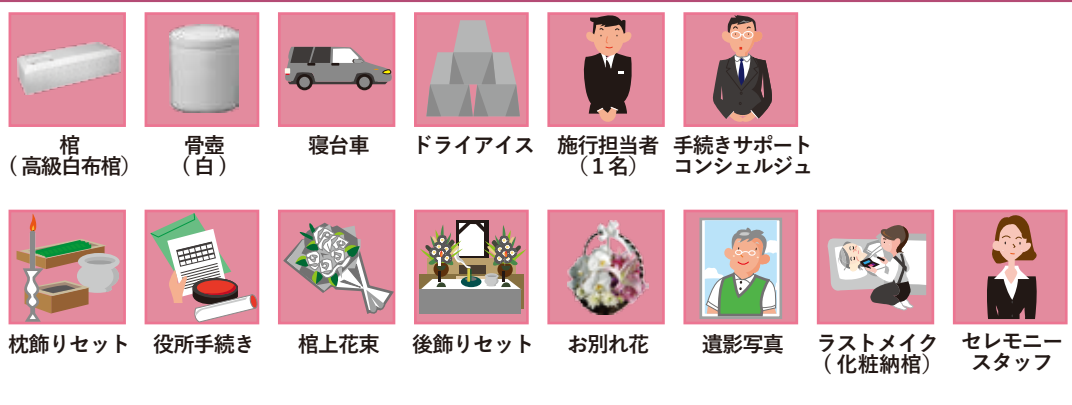 棺
（高級白布棺）
骨壺
（白）
寝台車
ドライアイス
施行担当者
（1名）
手続きサポート
コンシェルジュ
枕飾りセット
役所手続き
棺上花束
後飾りセット
お別れ花
遺影写真
ラストメイク
（化粧納棺）
セレモニー
スタッフ